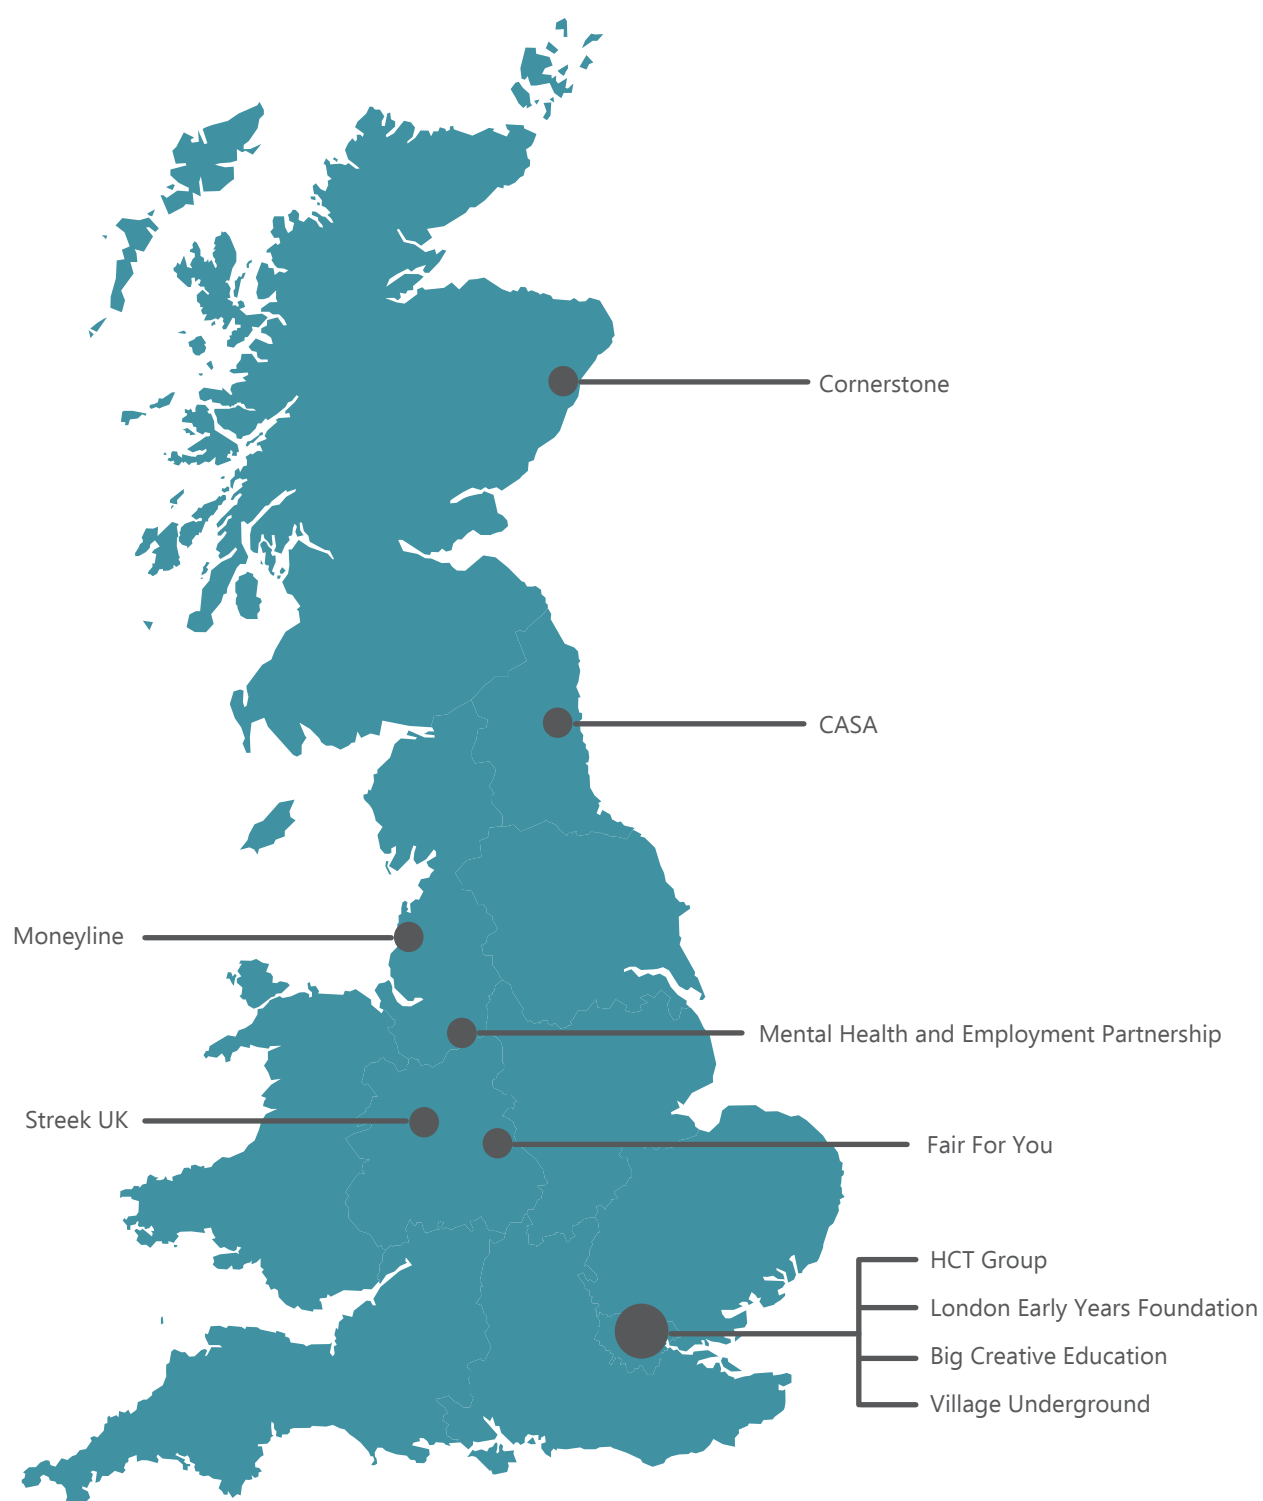 Cornerstone
CASA
Moneyline
Mental Health and Employment Partnership
Streek UK
Fair For You
HCT Group
London Early Years Foundation
Big Creative Education
Village Underground